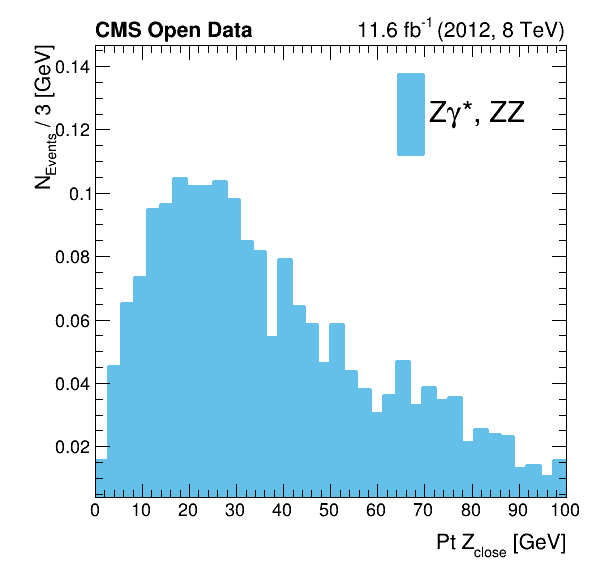 CMS Open Data 11.6 fb⁻¹ (2012, 8 TeV)
N_Events / 3 [GeV]
Zγ*, ZZ
0.14
0.12
0.1
0.08
0.06
0.04
0.02
0 10 20 30 40 50 60 70 80 90 100
Pt Z_close [GeV]